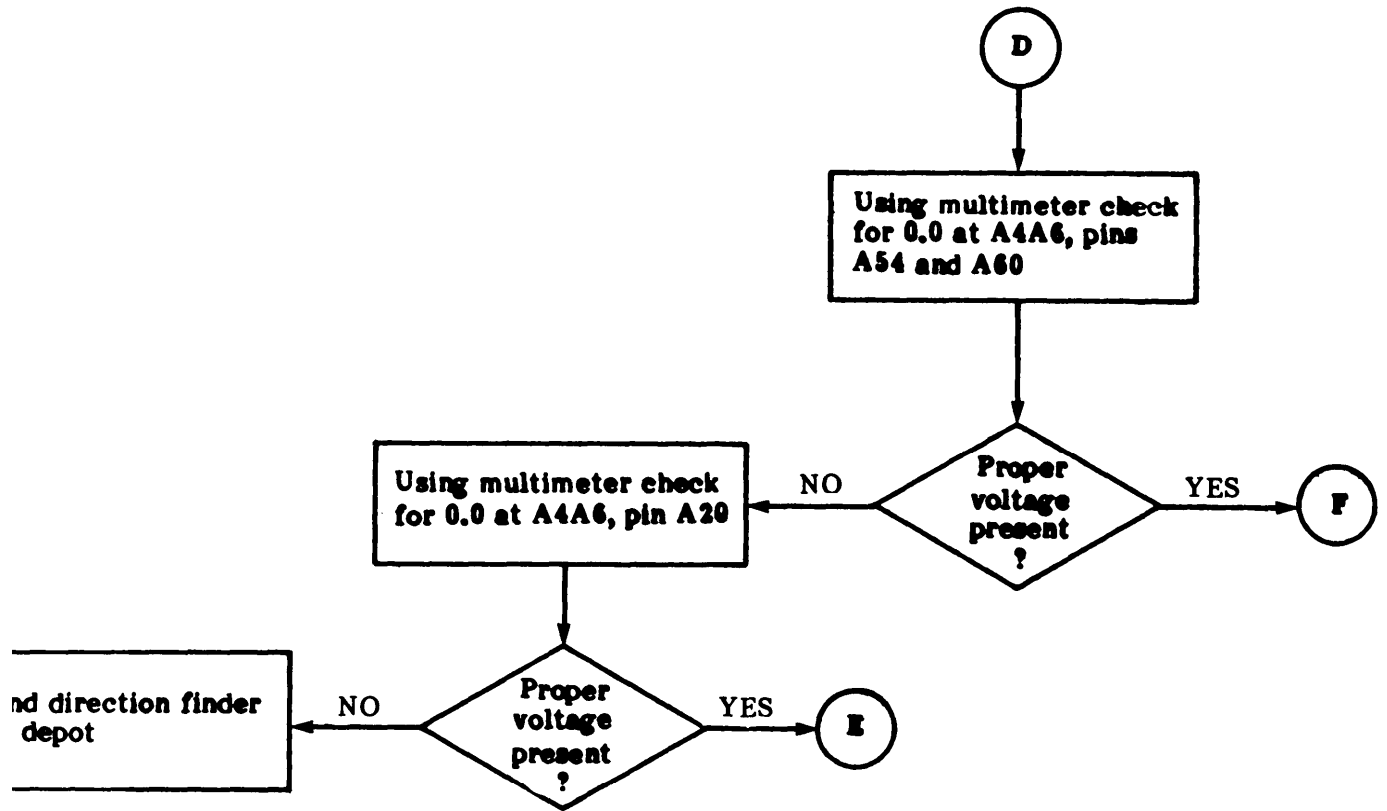 D
Using multimeter check
for 0.0 at A4A6, pins
A54 and A60
Proper
voltage
present
?
NO
YES
F
Using multimeter check
for 0.0 at A4A6, pin A20
Proper
voltage
present
?
NO
YES
E
nd direction finder
depot